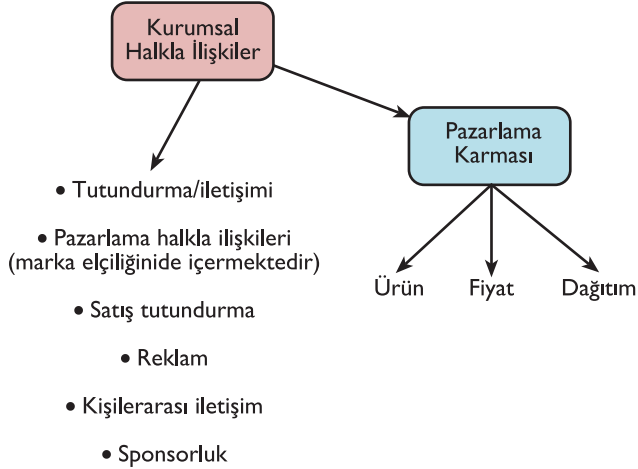 Kurumsal
Halkla İlişkiler
Pazarlama
Karması
• Tutundurma/iletişimi
• Pazarlama halkla ilişkileri
(marka elçiliğinide içermektedir)
• Satış tutundurma
• Reklam
• Kişilerarası iletişim
• Sponsorluk
Ürün Fiyat Dağıtım